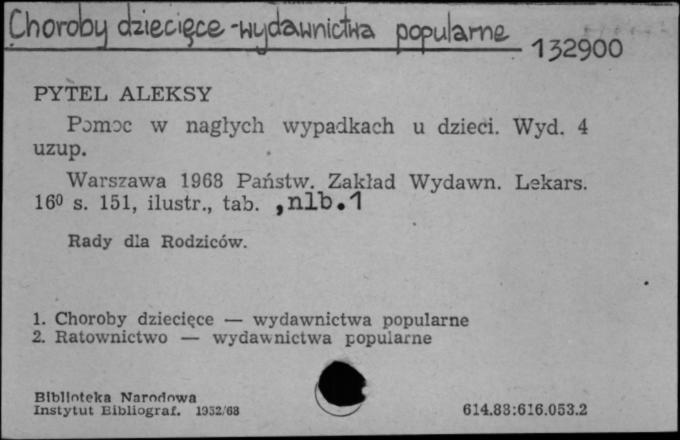 Choroby dziecięce - wydawnictwa popularne
132900
PYTEL ALEKSY
Pomoc w nagłych wypadkach u dzieci. Wyd. 4
uzup.
Warszawa 1968 Państw. Zakład Wydawn. Lekars.
16⁰ s. 151, ilustr., tab. , nlb. 1
Rady dla Rodziców.
1. Choroby dziecięce — wydawnictwa popularne
2. Ratownictwo — wydawnictwa popularne
Biblioteka Narodowa
Instytut Bibliograf. 1952/68
614.88:616.053.2